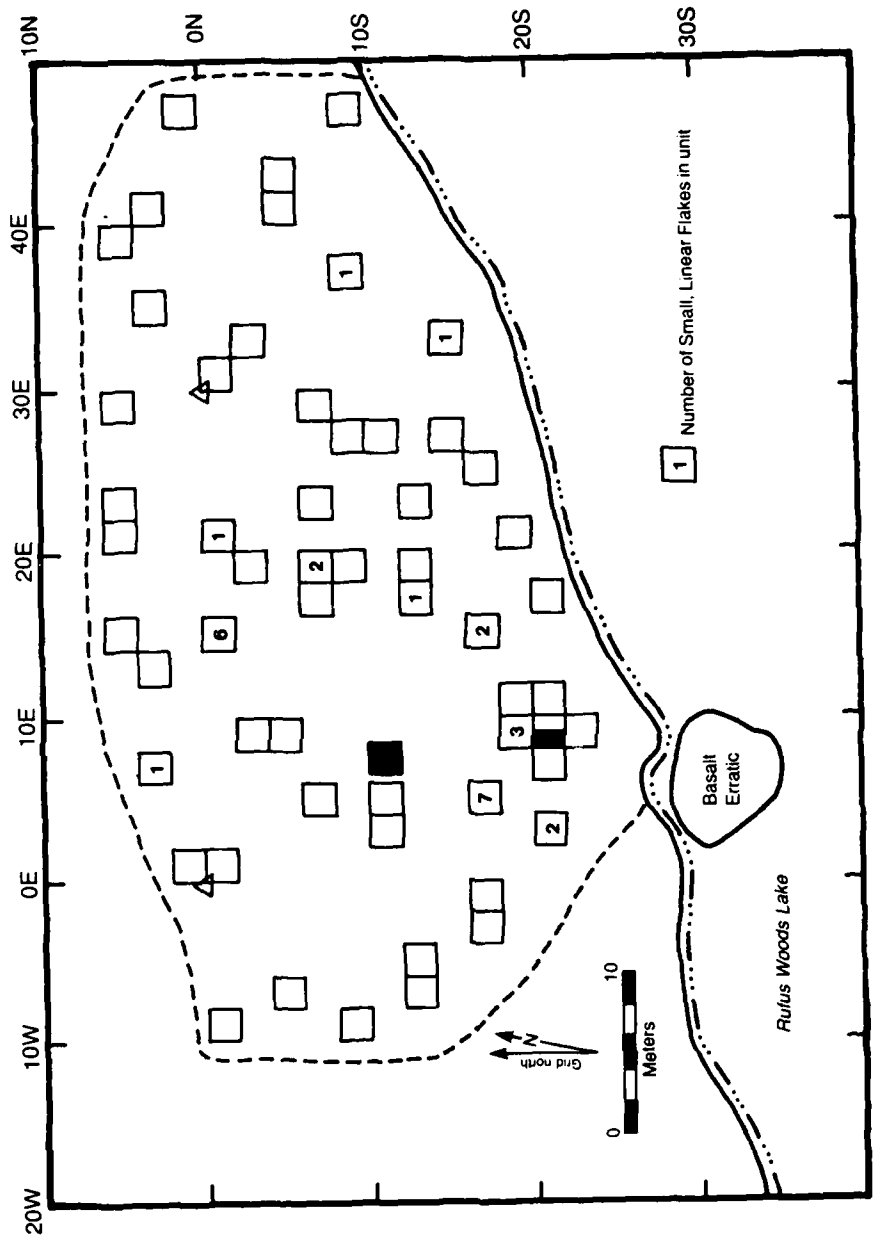 20W 10W 0E 10E 20E 30E 40E
10N
0N
10S
20S
30S
1
6
1
2
1
1
1
7
2
3
2
Grid north
N
0 10
Meters
1 Number of Small, Linear Flakes in unit
Basalt
Erratic
Rufus Woods Lake